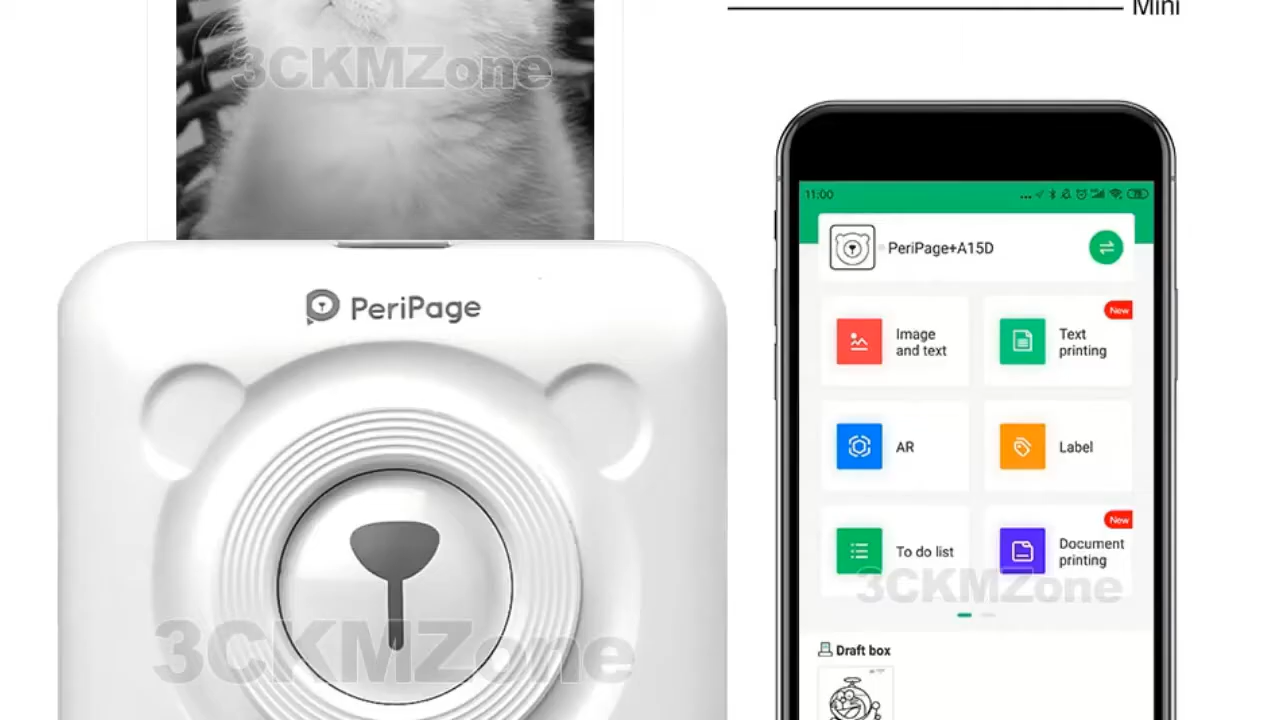 Mini
3CKMZone
11:00
PeriPage+A15D
PeriPage
New
Image
and text
Text
printing
AR
Label
New
To do list
Document
printing
3CKMZone
3CKMZone
Draft box